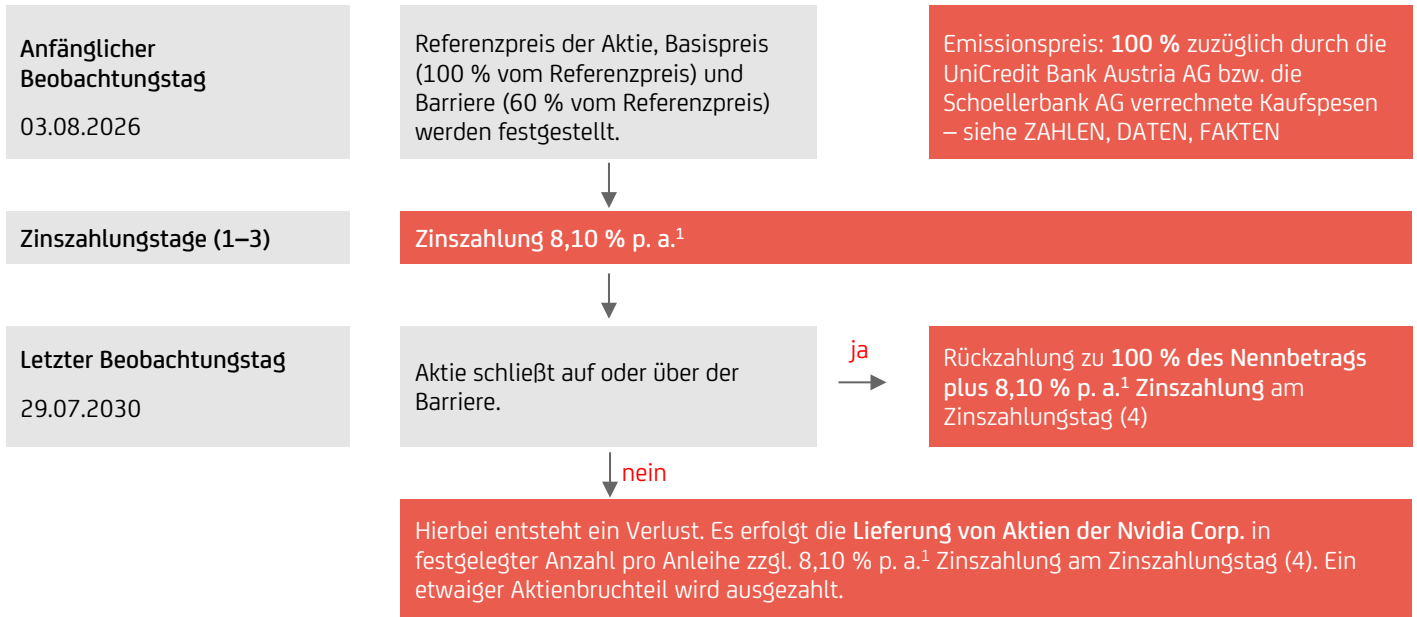 Anfänglicher
Beobachtungstag
03.08.2026
Referenzpreis der Aktie, Basispreis
(100 % vom Referenzpreis) und
Barriere (60 % vom Referenzpreis)
werden festgestellt.
Emissionspreis: 100 % zuzüglich durch die
UniCredit Bank Austria AG bzw. die
Schoellerbank AG verrechnete Kaufspesen
– siehe ZAHLEN, DATEN, FAKTEN
Zinszahlungstage (1–3)
Zinszahlung 8,10 % p. a.¹
Letzter Beobachtungstag
29.07.2030
Aktie schließt auf oder über der
Barriere.
ja
Rückzahlung zu 100 % des Nennbetrags
plus 8,10 % p. a.¹ Zinszahlung am
Zinszahlungstag (4)
nein
Hierbei entsteht ein Verlust. Es erfolgt die Lieferung von Aktien der Nvidia Corp. in
festgelegter Anzahl pro Anleihe zzgl. 8,10 % p. a.¹ Zinszahlung am Zinszahlungstag (4). Ein
etwaiger Aktienbruchteil wird ausgezahlt.